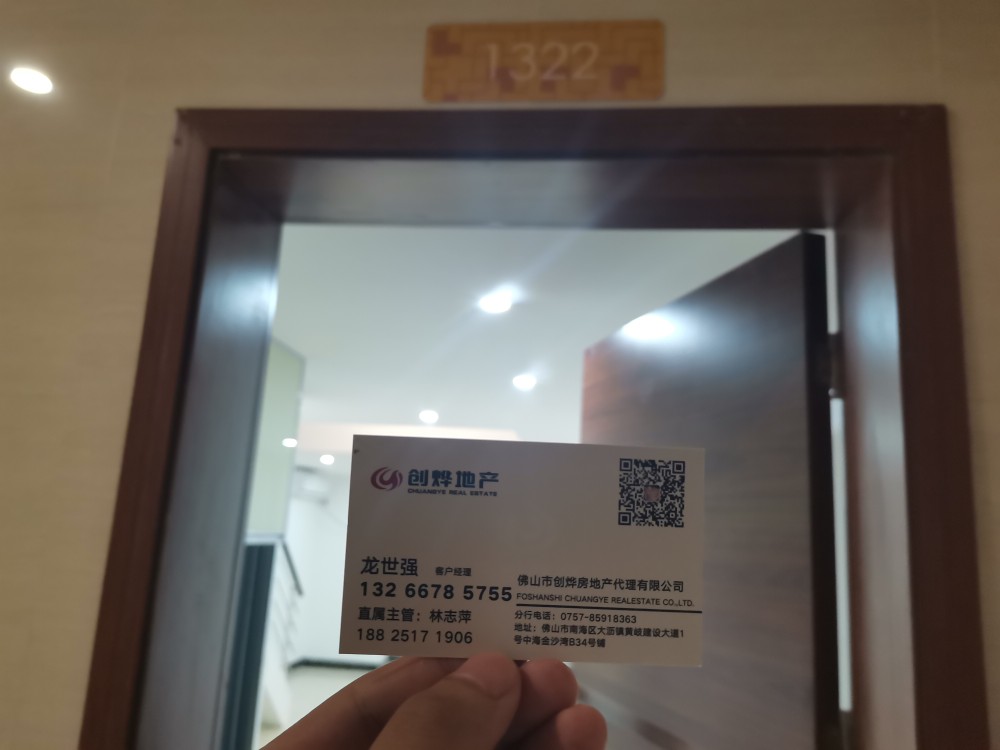 1322
创烨地产
CHUANGYE REAL ESTATE
龙世强 客户经理
132 6678 5755
直属主管：林志萍
188 2517 1906
佛山市创烨房地产代理有限公司
FOSHANSHI CHUANGYE REALESTATE CO.,LTD.
分行电话：0757-85918363
地址：佛山市南海区大沥镇黄岐建设大道1
号中海金沙湾B34号铺